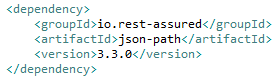 <dependency>
    <groupId>io.rest-assured</groupId>
    <artifactId>json-path</artifactId>
    <version>3.3.0</version>
</dependency>